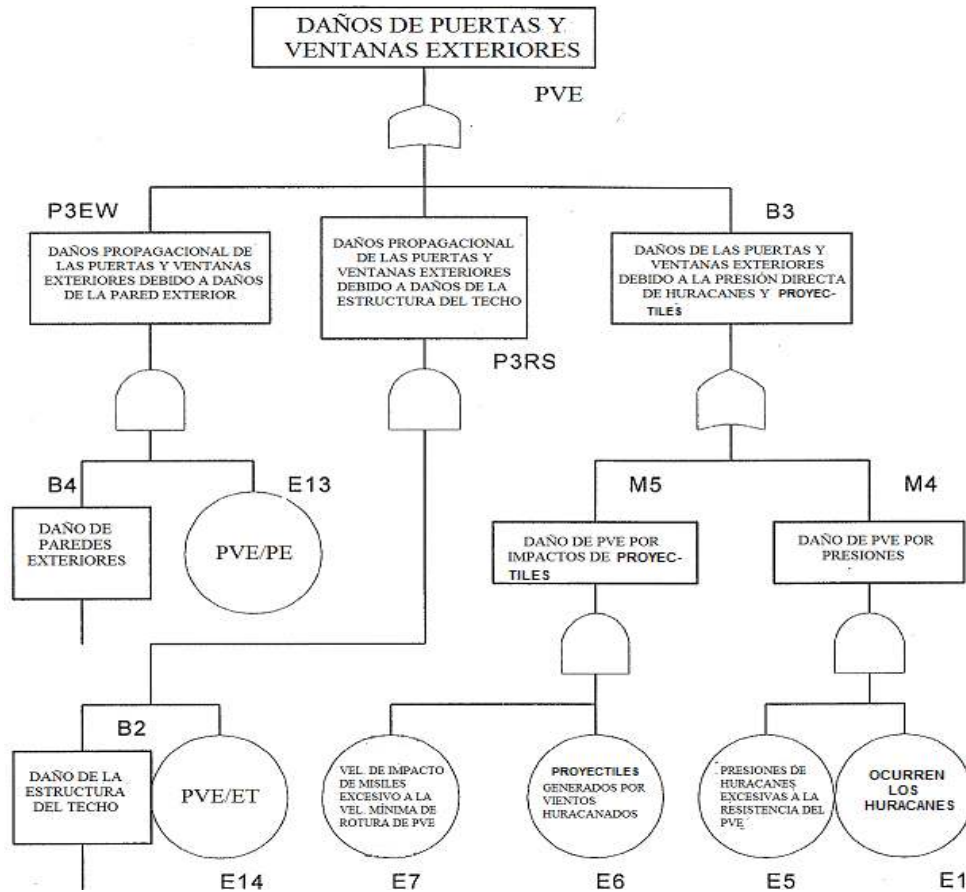 DAÑOS DE PUERTAS Y
VENTANAS EXTERIORES
PVE
P3EW
DAÑOS PROPAGACIONAL DE
LAS PUERTAS Y VENTANAS
EXTERIORES DEBIDO A DAÑOS
DE LA PARED EXTERIOR
DAÑOS PROPAGACIONAL
DE LAS PUERTAS Y
VENTANAS EXTERIORES
DEBIDO A DAÑOS DE LA
ESTRUCTURA DEL TECHO
P3RS
B3
DAÑOS DE LAS PUERTAS Y
VENTANAS EXTERIORES
DEBIDO A LA PRESIÓN DIRECTA
DE HURACANES Y PROYEC-
TILES
B4
DAÑO DE
PAREDES
EXTERIORES
E13
PVE/PE
M5
DAÑO DE PVE POR
IMPACTOS DE PROYEC-
TILES
M4
DAÑO DE PVE POR
PRESIONES
B2
DAÑO DE LA
ESTRUCTURA
DEL TECHO
PVE/ET
E14
VEL. DE IMPACTO
DE MISILES
EXCESIVO A LA
VEL. MÍNIMA DE
ROTURA DE PVE
E7
PROYECTILES
GENERADOS POR
VIENTOS
HURACANADOS
E6
PRESIONES DE
HURACANES
EXCESIVAS A LA
RESISTENCIA DEL
PVE
E5
OCURREN
LOS
HURACANES
E1